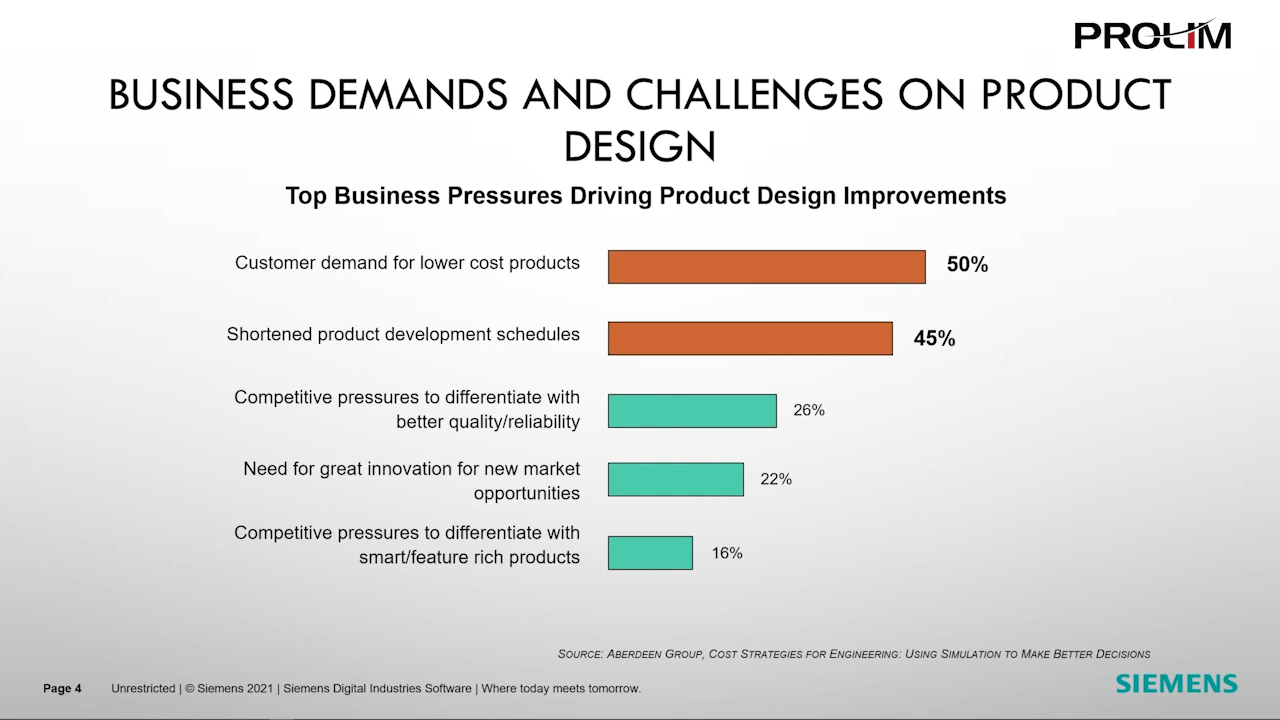 PROLIM
BUSINESS DEMANDS AND CHALLENGES ON PRODUCT
DESIGN
Top Business Pressures Driving Product Design Improvements
Customer demand for lower cost products
50%
Shortened product development schedules
45%
Competitive pressures to differentiate with
better quality/reliability
26%
Need for great innovation for new market
opportunities
22%
Competitive pressures to differentiate with
smart/feature rich products
16%
SOURCE: ABERDEEN GROUP, COST STRATEGIES FOR ENGINEERING: USING SIMULATION TO MAKE BETTER DECISIONS
Page 4 Unrestricted | © Siemens 2021 | Siemens Digital Industries Software | Where today meets tomorrow.
SIEMENS